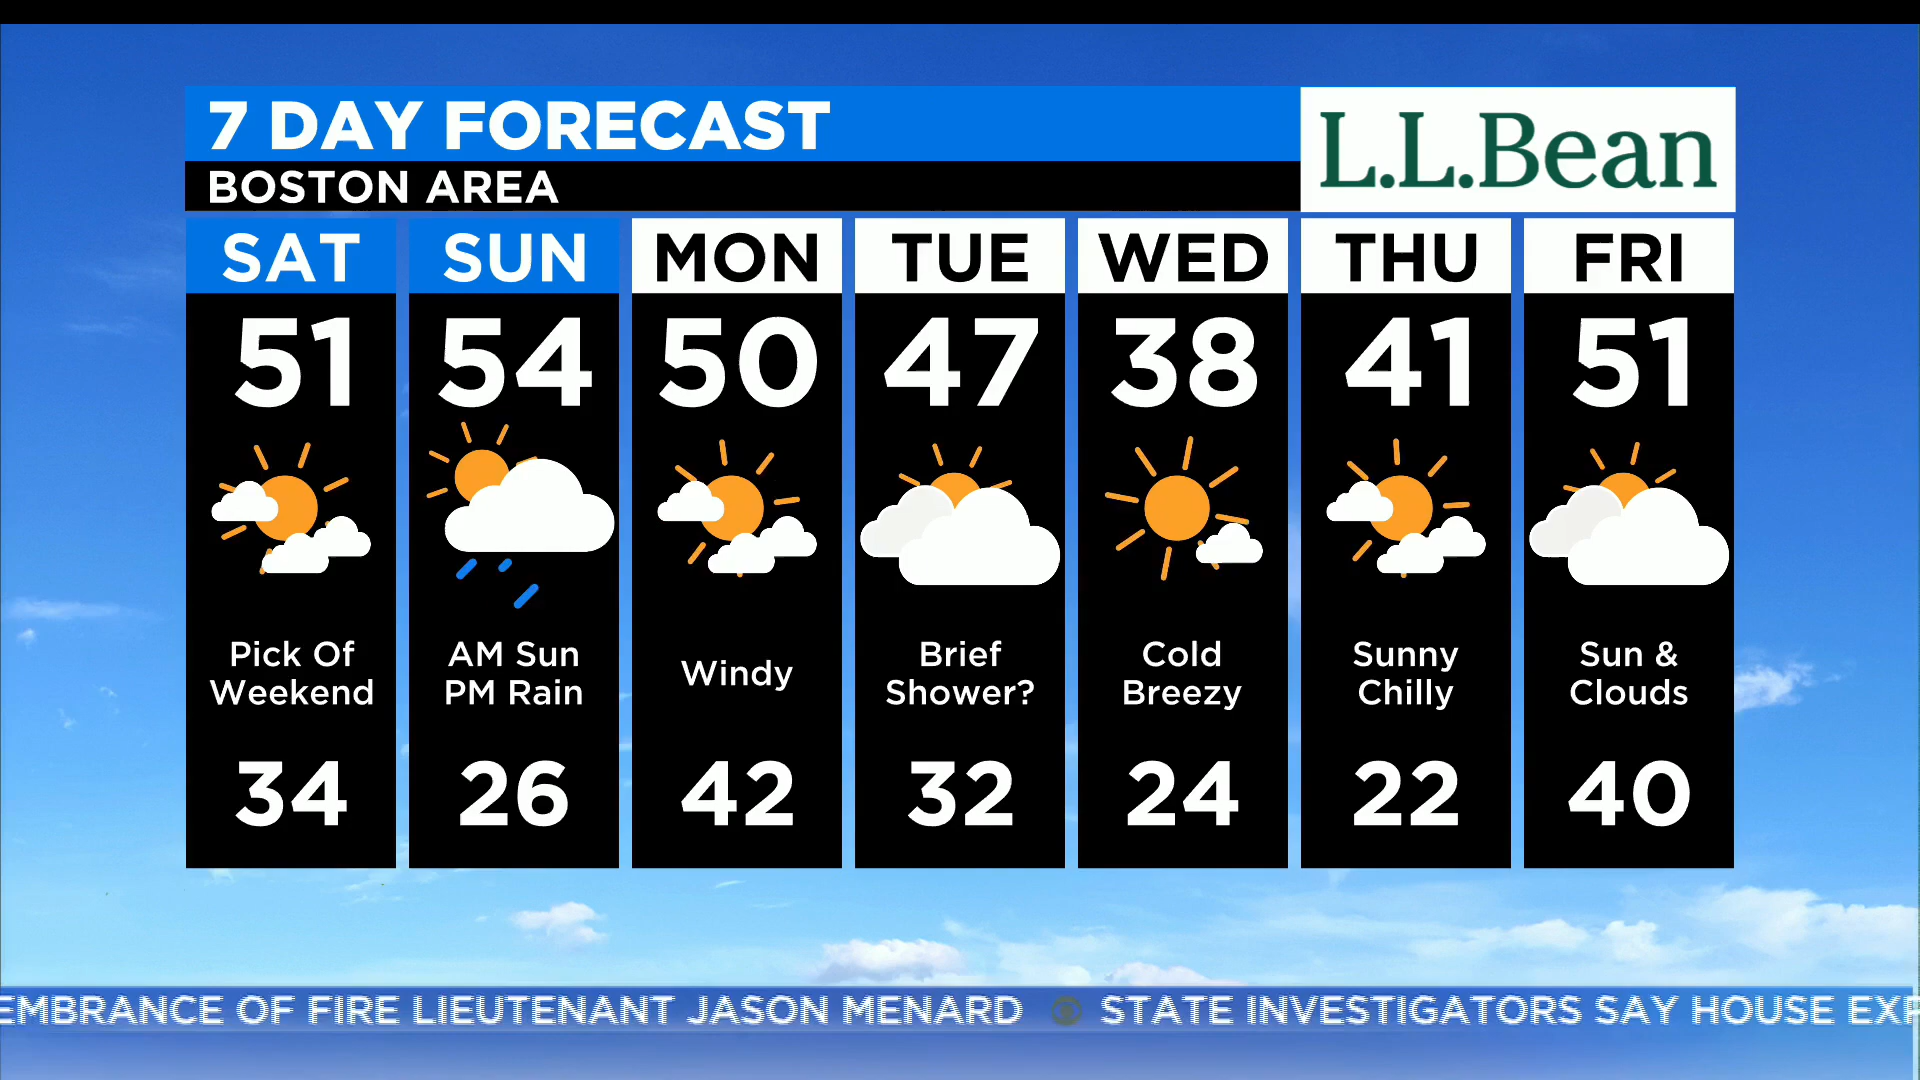 7 DAY FORECAST
BOSTON AREA
L.L.Bean
SAT
51
Pick Of
Weekend
34
SUN
54
AM Sun
PM Rain
26
MON
50
Windy
42
TUE
47
Brief
Shower?
32
WED
38
Cold
Breezy
24
THU
41
Sunny
Chilly
22
FRI
51
Sun &
Clouds
40
EMBRANCE OF FIRE LIEUTENANT JASON MENARD STATE INVESTIGATORS SAY HOUSE EXP